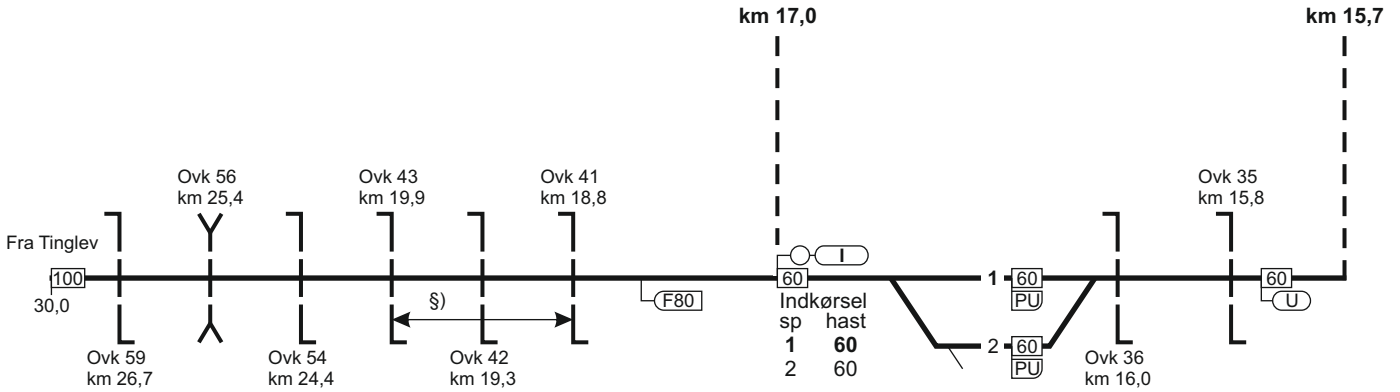 km 17,0
km 15,7
Ovk 56
km 25,4
Ovk 43
km 19,9
Ovk 41
km 18,8
Ovk 35
km 15,8
Fra Tinglev
I
100
60
1
60
60
30,0
§)
F80
PU
U
Indkørsel
sp hast
1 60
2 60
2
60
PU
Ovk 59
km 26,7
Ovk 54
km 24,4
Ovk 42
km 19,3
Ovk 36
km 16,0